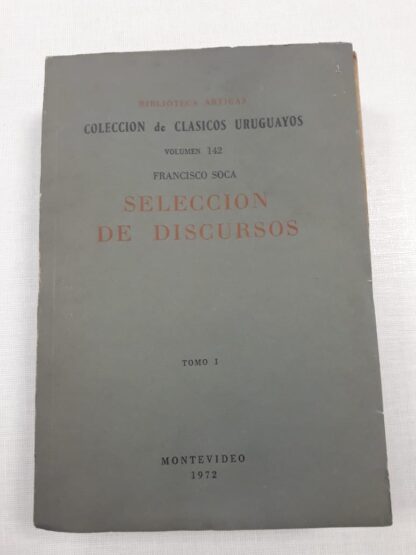 BIBLIOTECA ARTIGAS
COLECCION de CLASICOS URUGUAYOS
VOLUMEN 142
FRANCISCO SOCA
SELECCION
DE DISCURSOS
TOMO I
MONTEVIDEO
1972